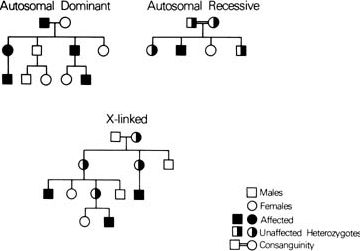 Autosomal Dominant
Autosomal Recessive
X-linked
Males
Females
Affected
Unaffected Heterozygotes
Consanguinity